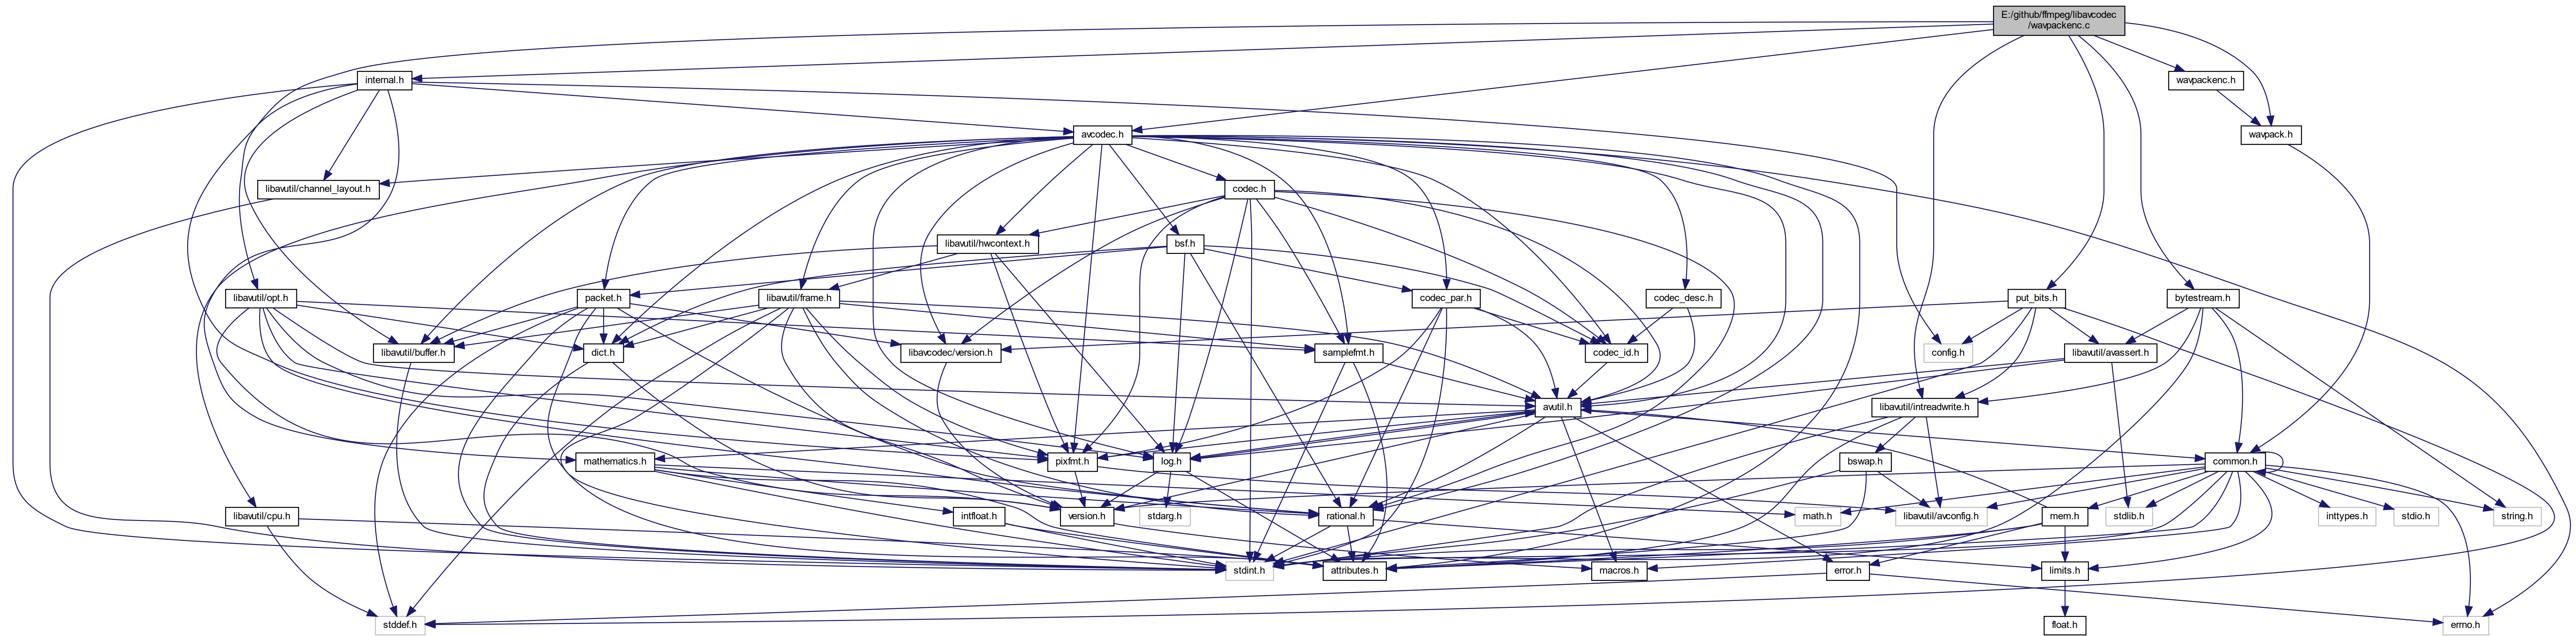 E:/github/ffmpeg/libavcodec
/wavpackenc.c
internal.h
wavpackenc.h
avcodec.h
wavpack.h
libavutil/channel_layout.h
codec.h
libavutil/hwcontext.h
bsf.h
libavutil/opt.h
packet.h
libavutil/frame.h
codec_par.h
codec_desc.h
put_bits.h
bytestream.h
libavutil/buffer.h
dict.h
libavcodec/version.h
samplefmt.h
codec_id.h
config.h
libavutil/avassert.h
avutil.h
libavutil/intreadwrite.h
mathematics.h
pixfmt.h
log.h
bswap.h
common.h
libavutil/cpu.h
intfloat.h
version.h
stdarg.h
rational.h
math.h
libavutil/avconfig.h
mem.h
stdlib.h
inttypes.h
stdio.h
string.h
stdint.h
attributes.h
macros.h
error.h
limits.h
stddef.h
float.h
errno.h